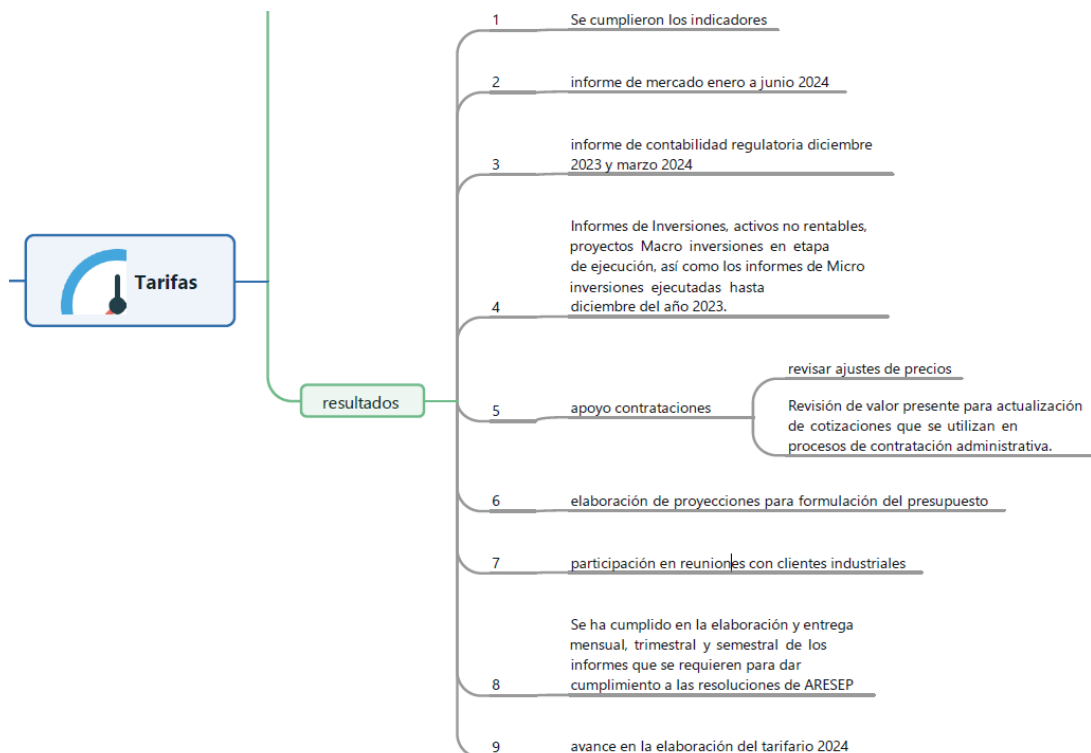 Tarifas
resultados
1
Se cumplieron los indicadores
2
informe de mercado enero a junio 2024
3
informe de contabilidad regulatoria diciembre
2023 y marzo 2024
4
Informes de Inversiones, activos no rentables,
proyectos Macro inversiones en etapa
de ejecución, así como los informes de Micro
inversiones ejecutadas hasta
diciembre del año 2023.
5
apoyo contrataciones
revisar ajustes de precios
Revisión de valor presente para actualización
de cotizaciones que se utilizan en
procesos de contratación administrativa.
6
elaboración de proyecciones para formulación del presupuesto
7
participación en reuniones con clientes industriales
8
Se ha cumplido en la elaboración y entrega
mensual, trimestral y semestral de los
informes que se requieren para dar
cumplimiento a las resoluciones de ARESEP
9
avance en la elaboración del tarifario 2024